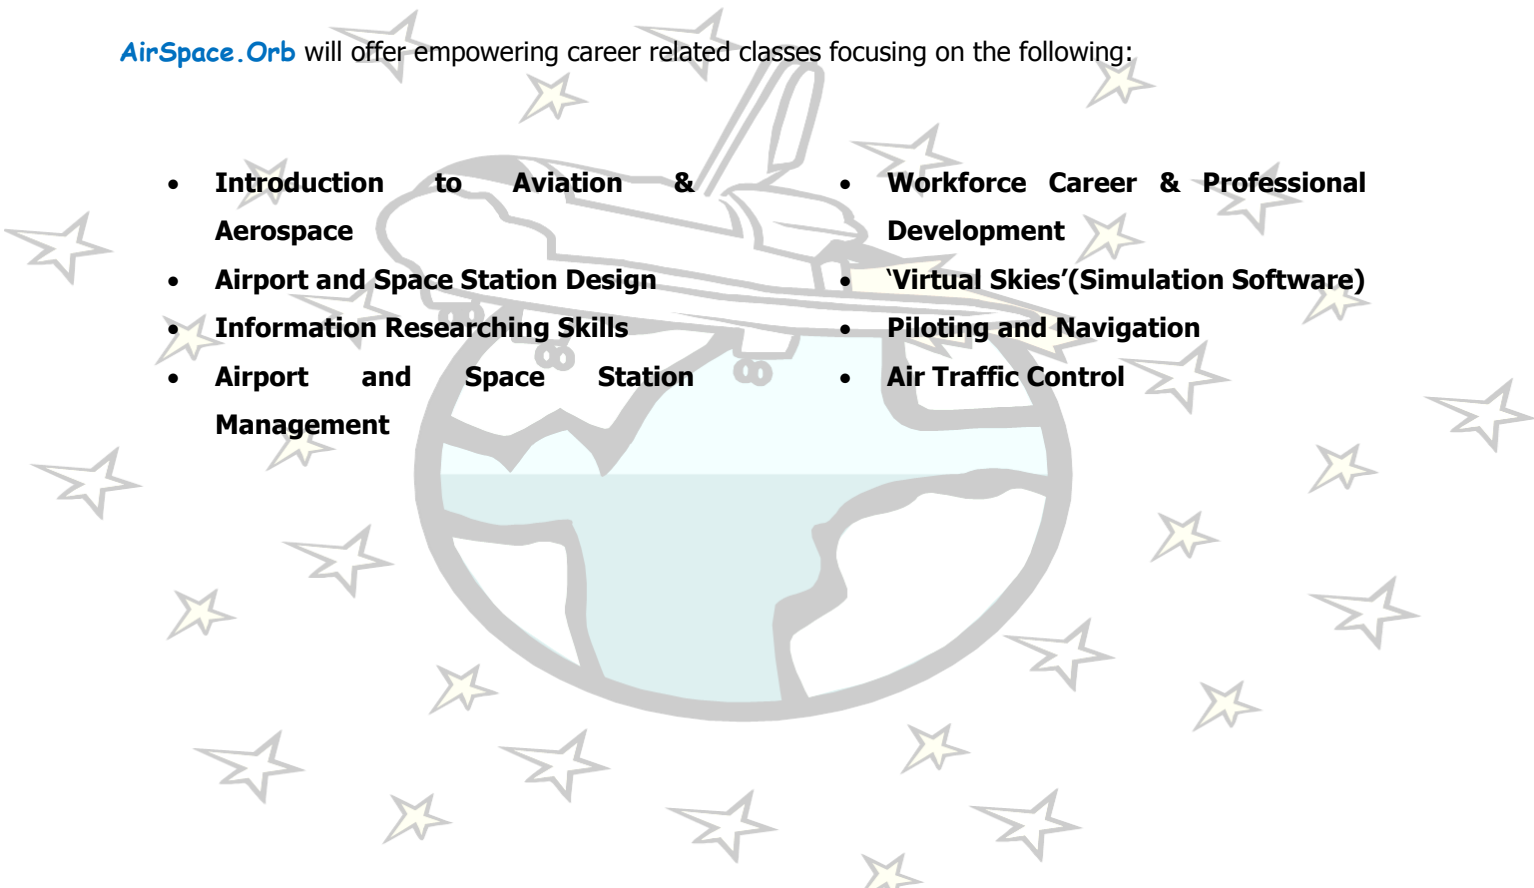 AirSpace.Orb will offer empowering career related classes focusing on the following:
• Introduction to Aviation &
Aerospace
• Airport and Space Station Design
• Information Researching Skills
• Airport and Space Station
Management
• Workforce Career & Professional
Development
• ‘Virtual Skies’(Simulation Software)
• Piloting and Navigation
• Air Traffic Control